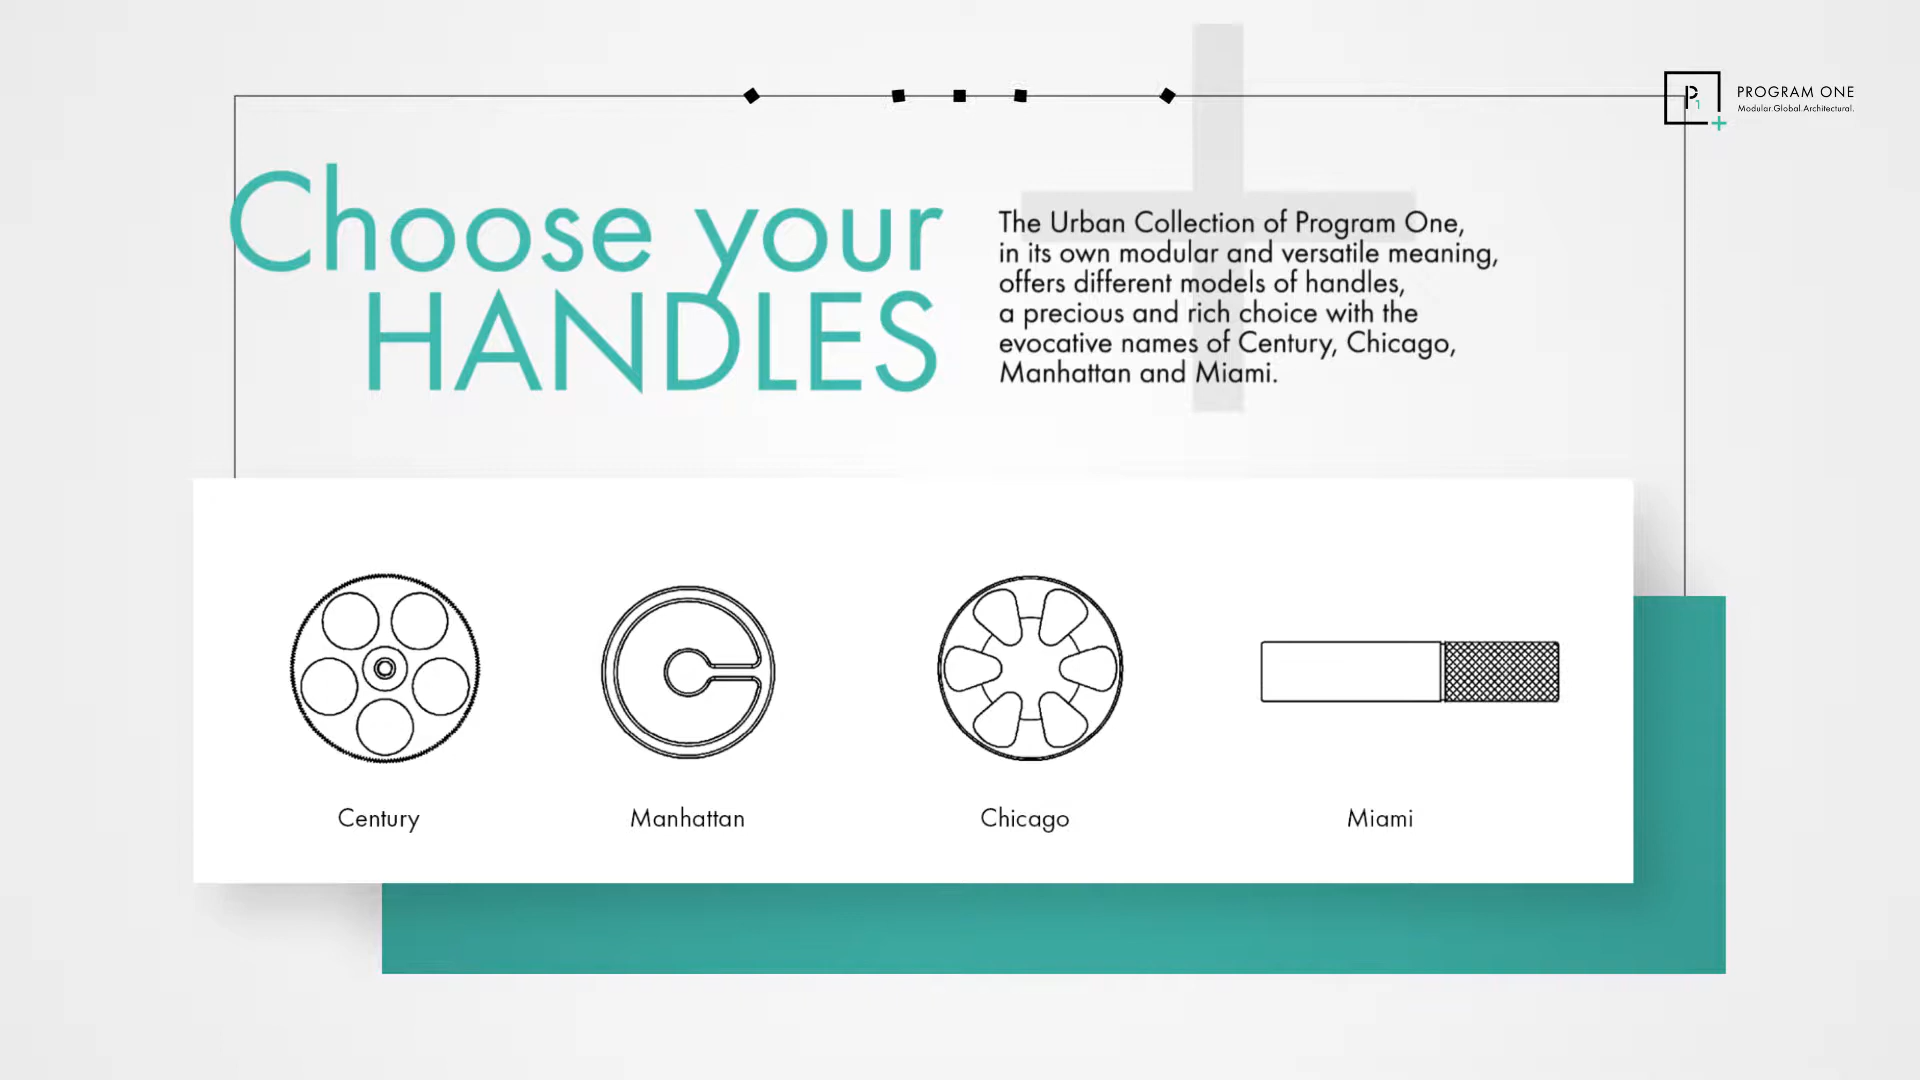 P1
PROGRAM ONE
Modular.Global.Architectural.
Choose your
HANDLES
The Urban Collection of Program One,
in its own modular and versatile meaning,
offers different models of handles,
a precious and rich choice with the
evocative names of Century, Chicago,
Manhattan and Miami.
Century
Manhattan
Chicago
Miami